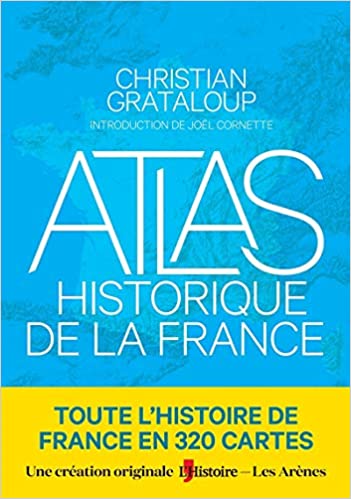 CHRISTIAN
GRATALOUP
INTRODUCTION DE JOËL CORNETTE
ATLAS
HISTORIQUE
DE LA FRANCE
TOUTE L'HISTOIRE DE
FRANCE EN 320 CARTES
Une création originale L'Histoire – Les Arènes